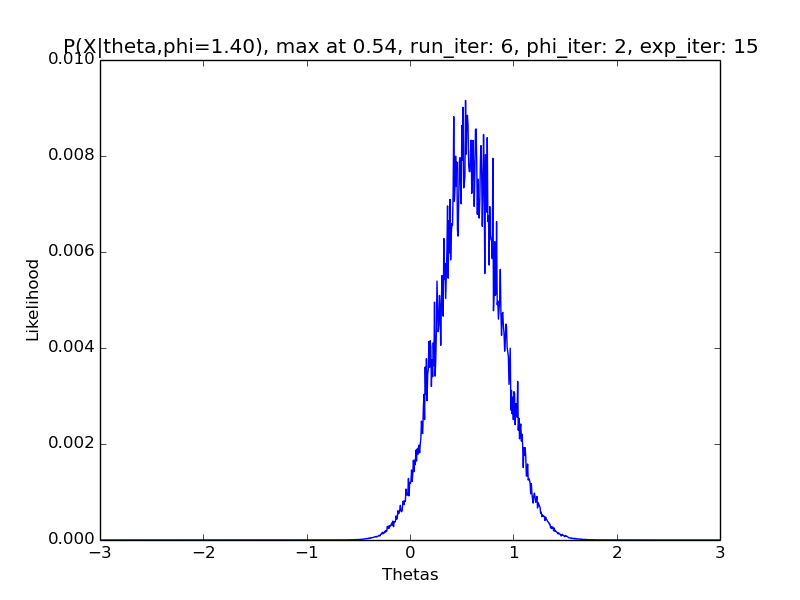 P(X|theta,phi=1.40), max at 0.54, run_iter: 6, phi_iter: 2, exp_iter: 15
0.010
0.008
0.006
0.004
0.002
0.000
Likelihood
−3 −2 −1 0 1 2 3
Thetas